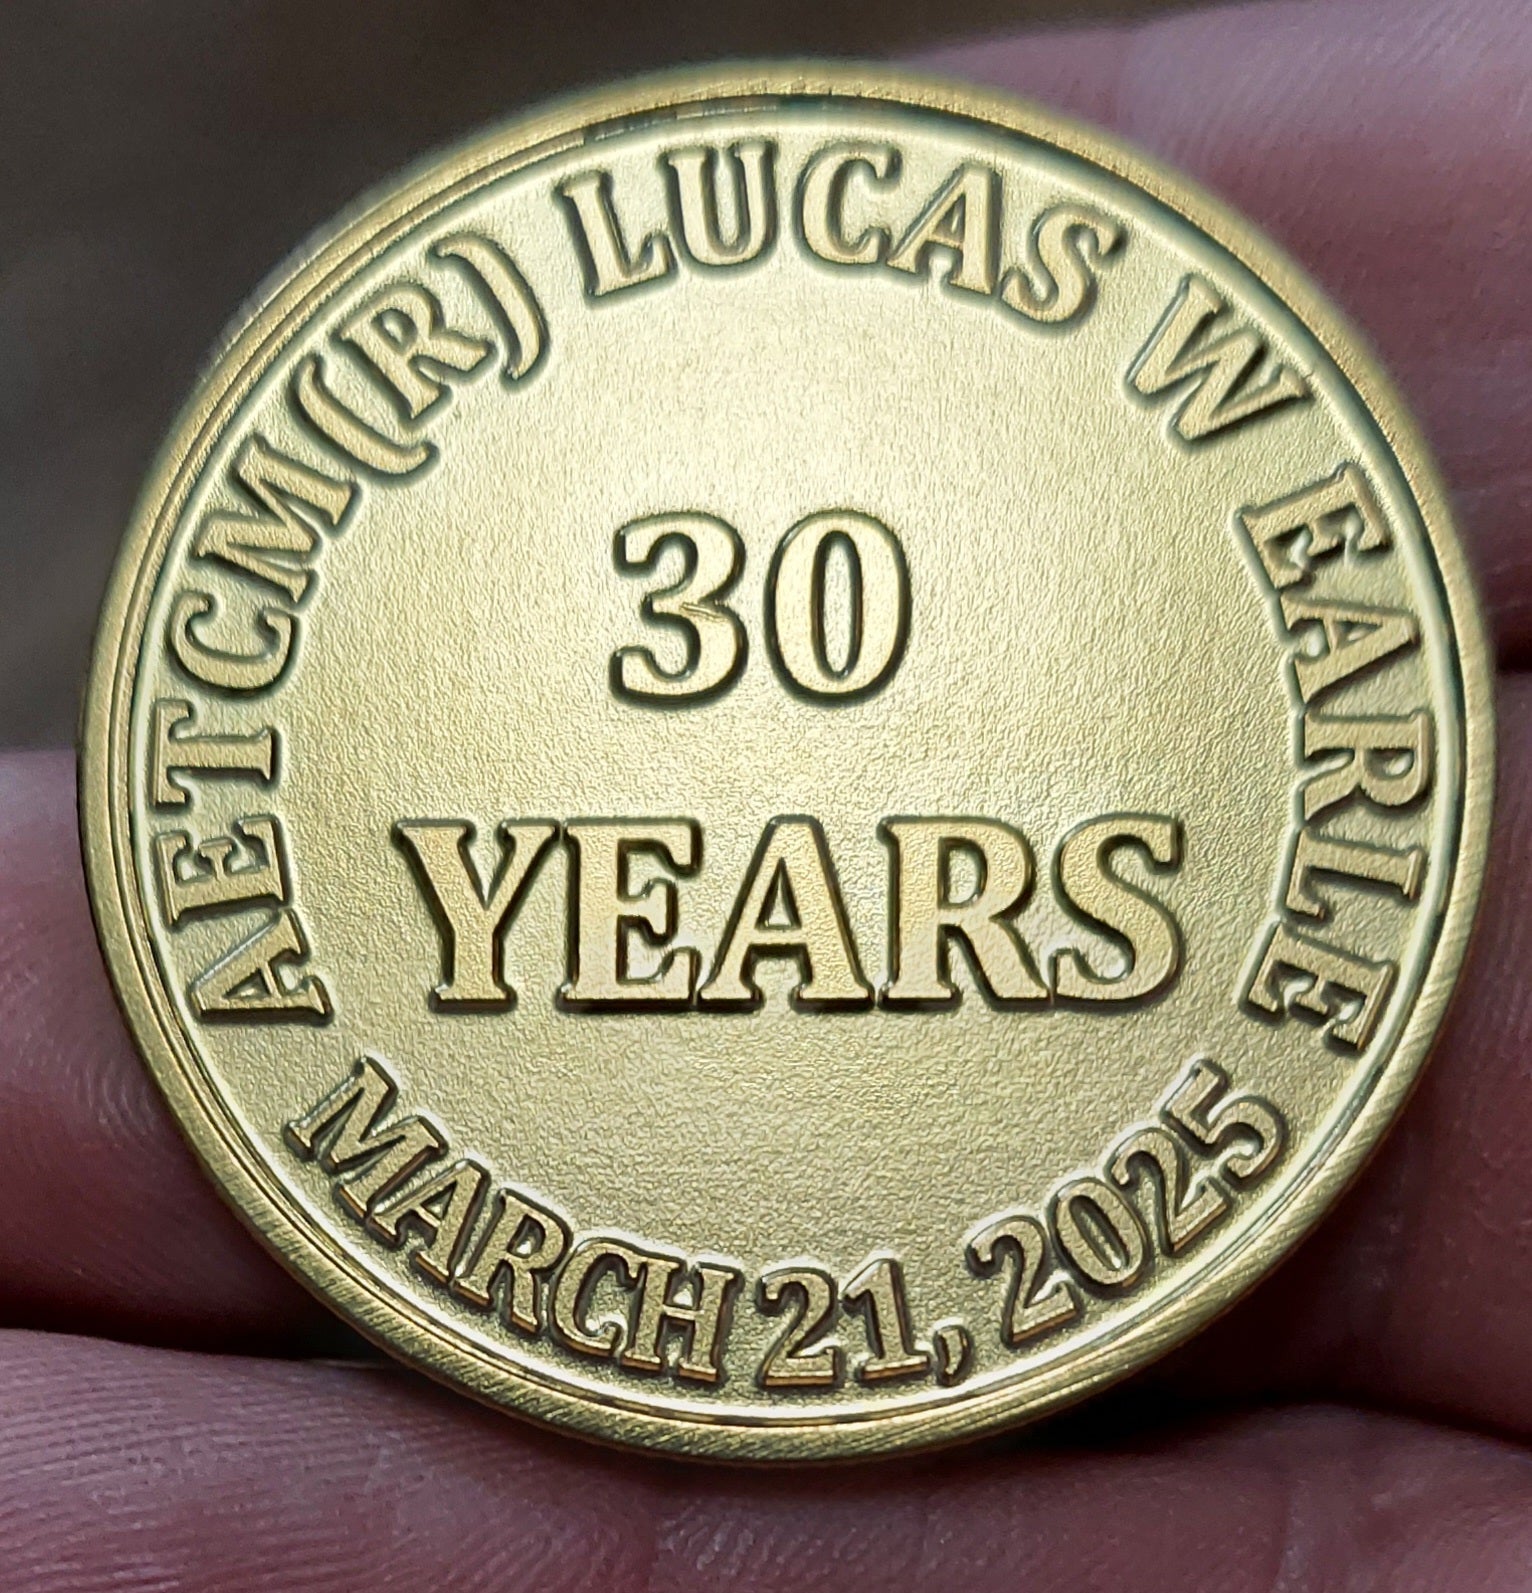 AETCM(R) LUCAS W EARLE
30
YEARS
MARCH 21, 2025